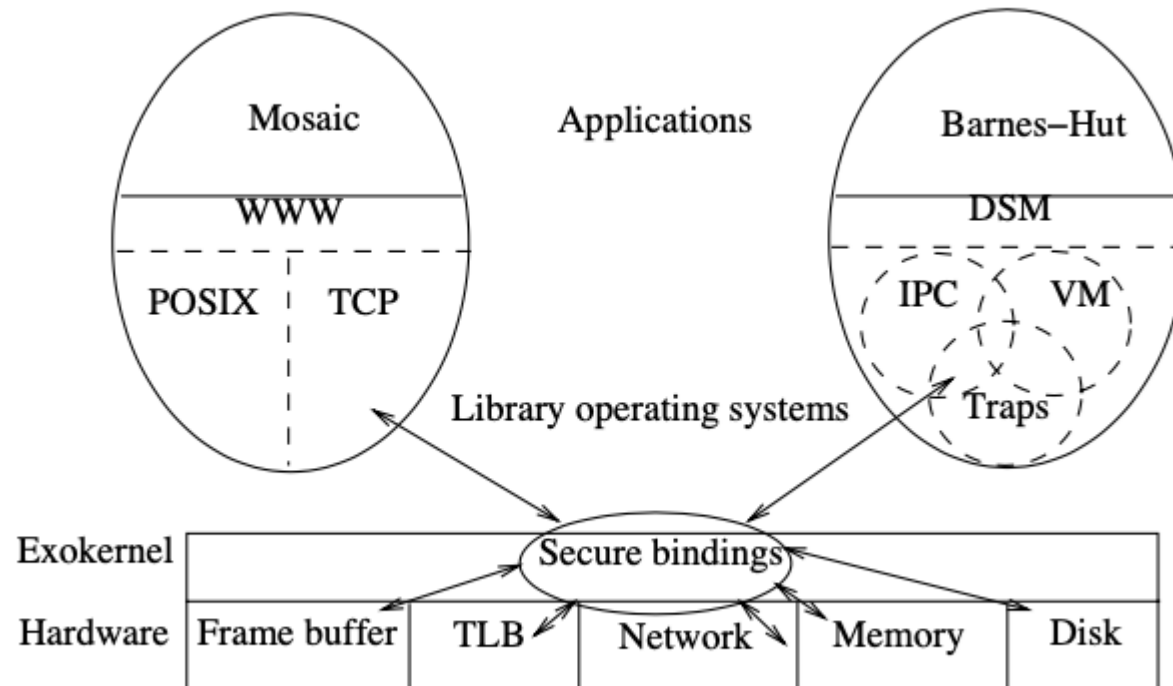 Mosaic
Applications
Barnes–Hut
WWW
DSM
POSIX
TCP
IPC
VM
Library operating systems
Traps
Exokernel
Secure bindings
Hardware
Frame buffer
TLB
Network
Memory
Disk